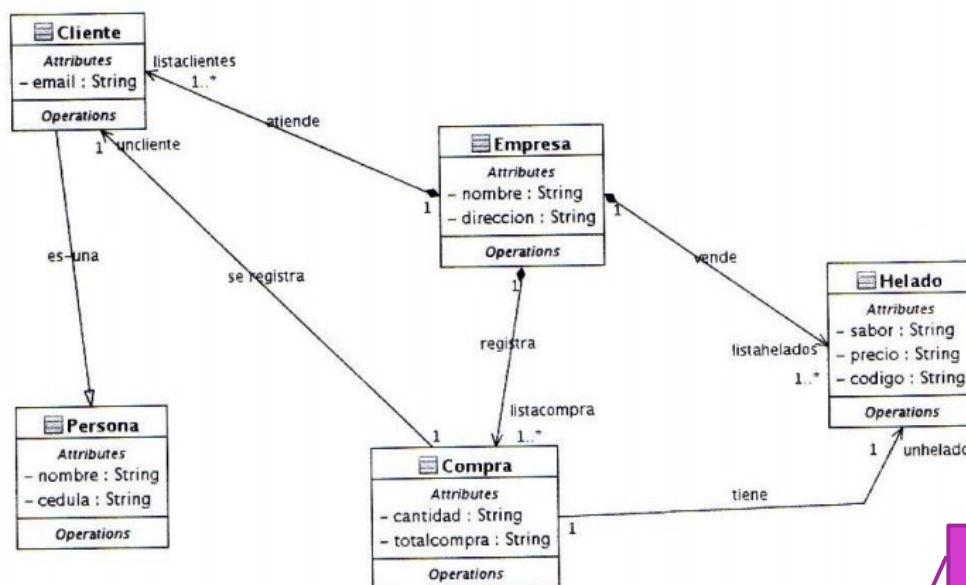 Cliente
Attributes
– email : String
Operations
listaclientes
1..*
atiende
1
uncliente
Empresa
Attributes
– nombre : String
– direccion : String
Operations
1
1
1
es-una
se registra
registra
vende
Helado
Attributes
– sabor : String
– precio : String
– codigo : String
Operations
listahelados
1..*
Persona
Attributes
– nombre : String
– cedula : String
Operations
listacompra
1..*
1
Compra
Attributes
– cantidad : String
– totalcompra : String
Operations
1
tiene
1
unhelado